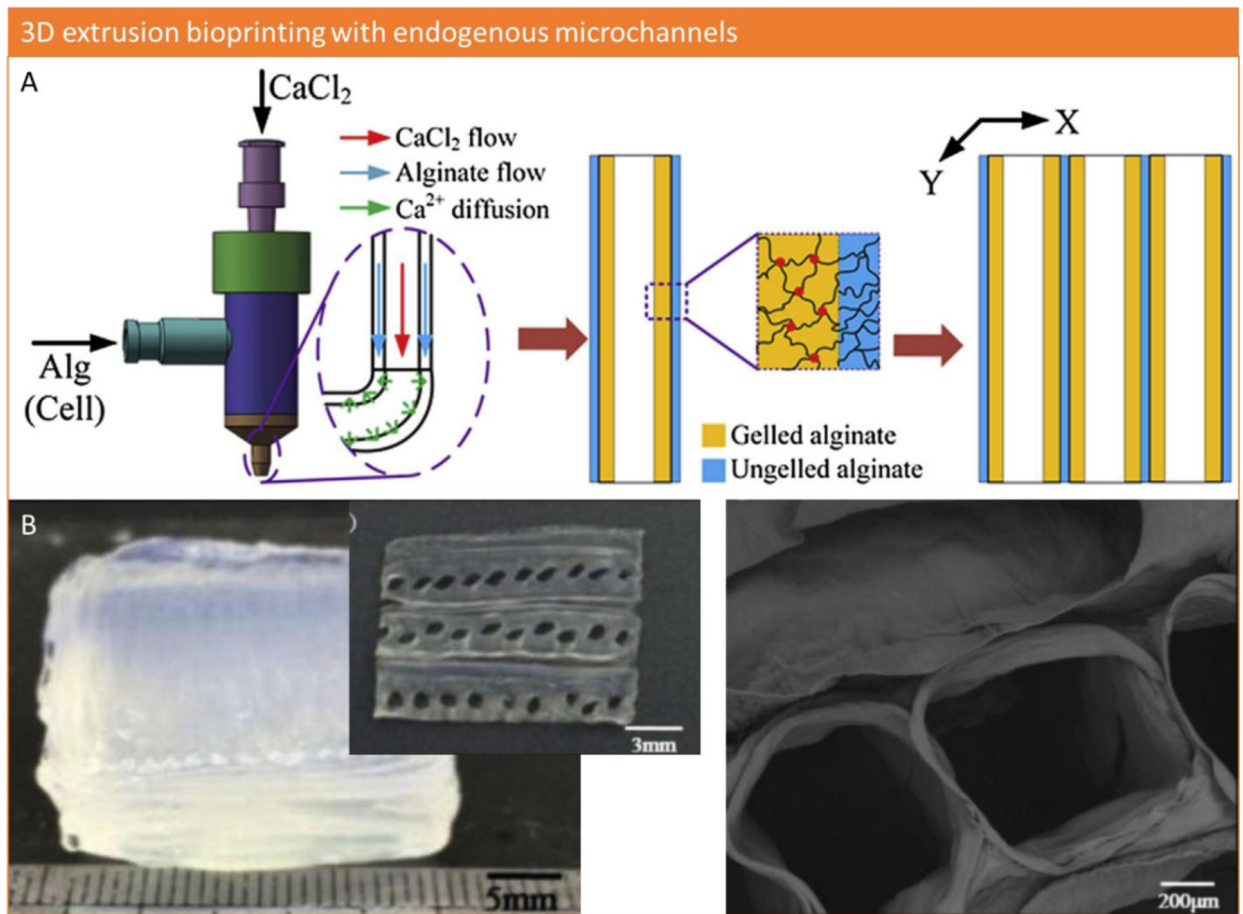 3D extrusion bioprinting with endogenous microchannels
A
CaCl₂
CaCl₂ flow
Alginate flow
Ca²⁺ diffusion
Alg
(Cell)
X
Y
Gelled alginate
Ungelled alginate
B
3mm
5mm
200μm